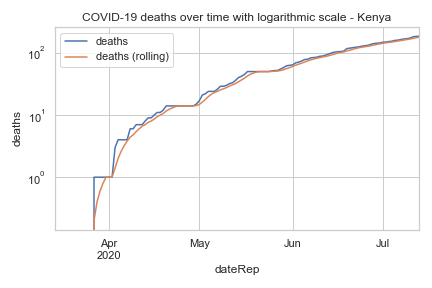 COVID-19 deaths over time with logarithmic scale - Kenya
deaths
deaths (rolling)
10²
10¹
10⁰
deaths
Apr
2020
May
Jun
Jul
dateRep